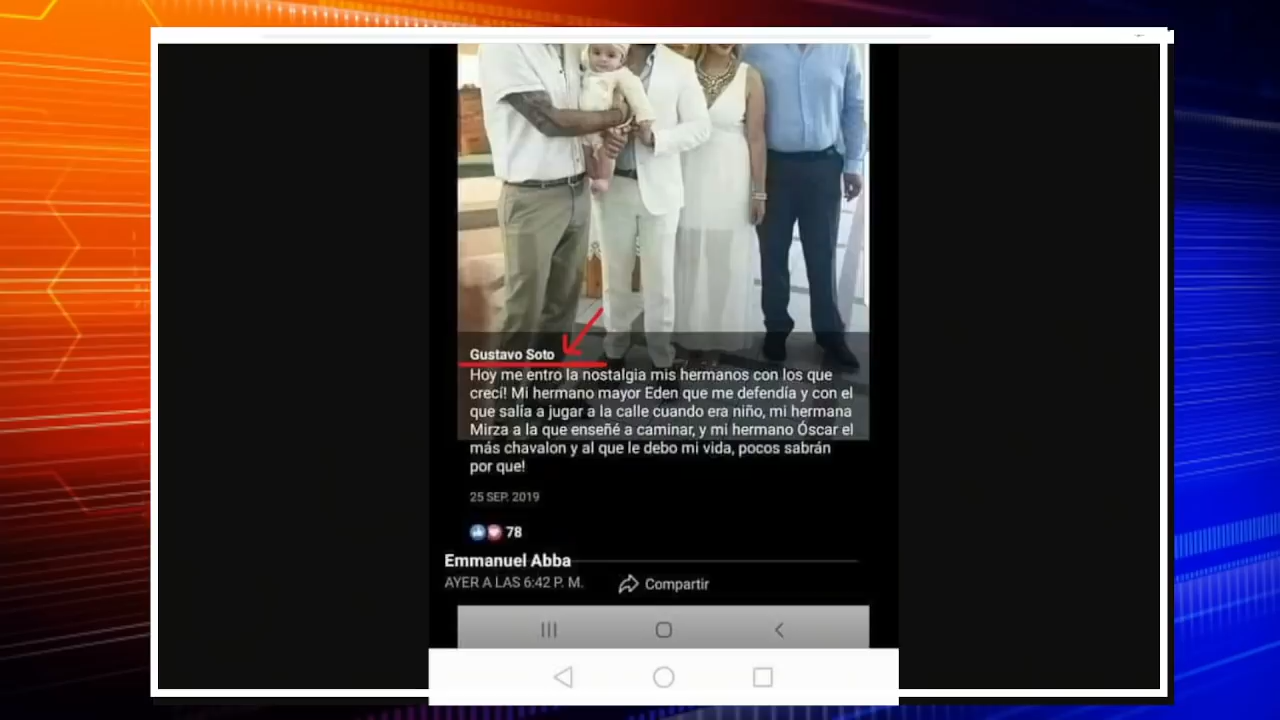 Gustavo Soto
Hoy me entro la nostalgia mis hermanos con los que
crecí! Mi hermano mayor Eden que me defendía y con el
que salía a jugar a la calle cuando era niño, mi hermana
Mirza a la que enseñé a caminar, y mi hermano Óscar el
más chavalon y al que le debo mi vida, pocos sabrán
por que!
25 SEP. 2019
78
Emmanuel Abba
AYER A LAS 6:42 P. M.
Compartir